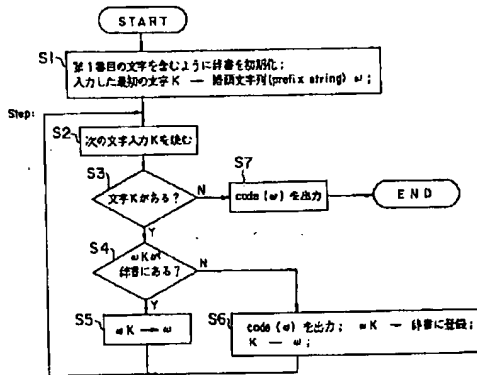 START
S1
第1番目の文字を含むように辞書を初期化;
入力した最初の文字K → 語頭文字列(prefix string) ω;
Step:
S2
次の文字入力Kを読む
S3
文字Kがある?
N
S7
code(ω)を出力
END
Y
S4
ωKが
辞書にある?
N
Y
S5
ωK→ω
S6
code(ω)を出力; ωK → 辞書に登録;
K → ω;